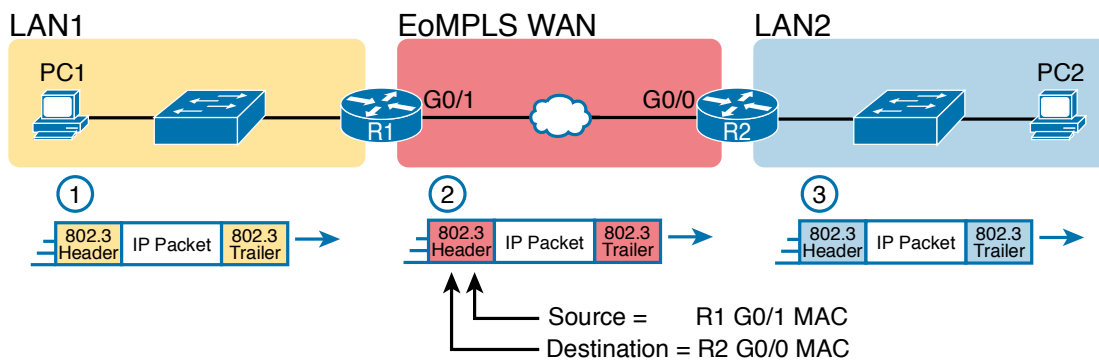 LAN1
EoMPLS WAN
LAN2
PC1
G0/1
G0/0
PC2
R1
R2
1
2
3
802.3
Header
IP Packet
802.3
Trailer
802.3
Header
IP Packet
802.3
Trailer
802.3
Header
IP Packet
802.3
Trailer
Source = R1 G0/1 MAC
Destination = R2 G0/0 MAC